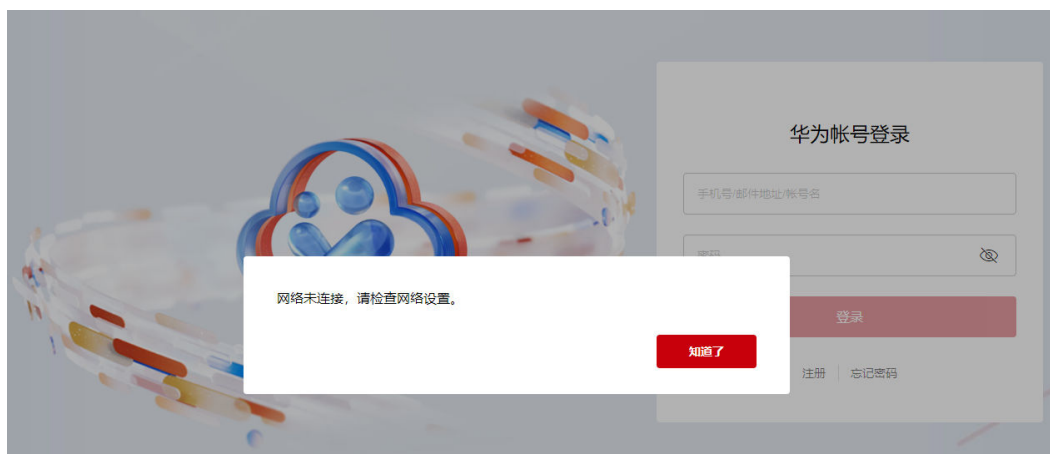 华为帐号登录
手机号/邮件地址/帐号名
网络未连接，请检查网络设置。
知道了
登录
注册
忘记密码